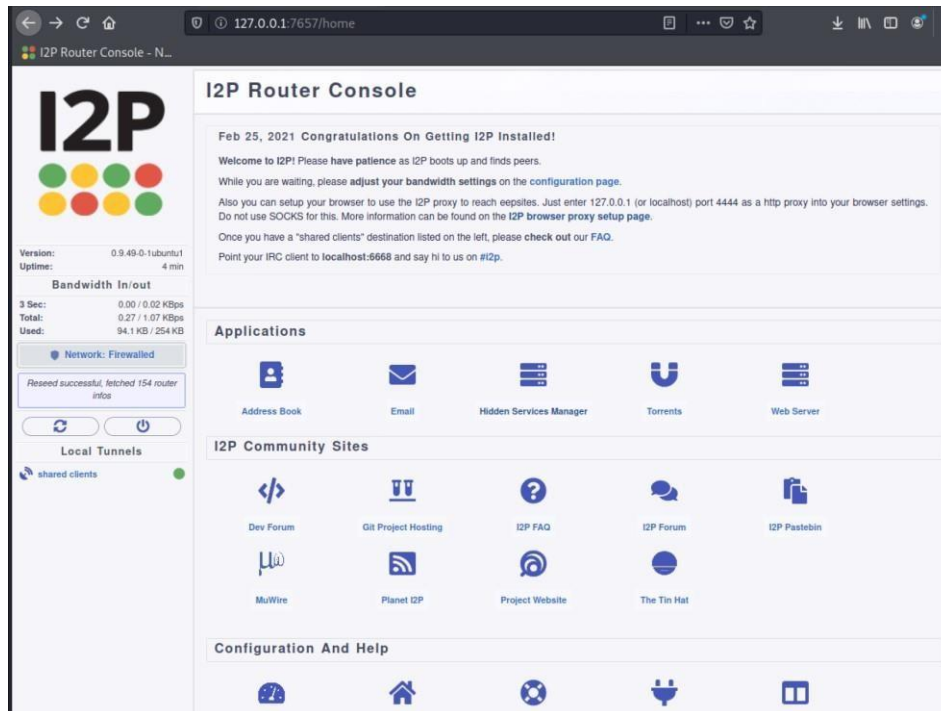 127.0.0.1:7657/home
I2P Router Console - N...
I2P
Version: 0.9.49-0-1ubuntu1
Uptime: 4 min
Bandwidth In/out
3 Sec: 0.00 / 0.02 KBps
Total: 0.27 / 1.07 KBps
Used: 94.1 KB / 254 KB
Network: Firewalled
Reseed successful, fetched 154 router
infos
Local Tunnels
shared clients
I2P Router Console
Feb 25, 2021 Congratulations On Getting I2P Installed!
Welcome to I2P! Please have patience as I2P boots up and finds peers.
While you are waiting, please adjust your bandwidth settings on the configuration page.
Also you can setup your browser to use the I2P proxy to reach eepsites. Just enter 127.0.0.1 (or localhost) port 4444 as a http proxy into your browser settings.
Do not use SOCKS for this. More information can be found on the I2P browser proxy setup page.
Once you have a "shared clients" destination listed on the left, please check out our FAQ.
Point your IRC client to localhost:6668 and say hi to us on #i2p.
Applications
Address Book Email Hidden Services Manager Torrents Web Server
I2P Community Sites
Dev Forum Git Project Hosting I2P FAQ I2P Forum I2P Pastebin
MuWire Planet I2P Project Website The Tin Hat
Configuration And Help